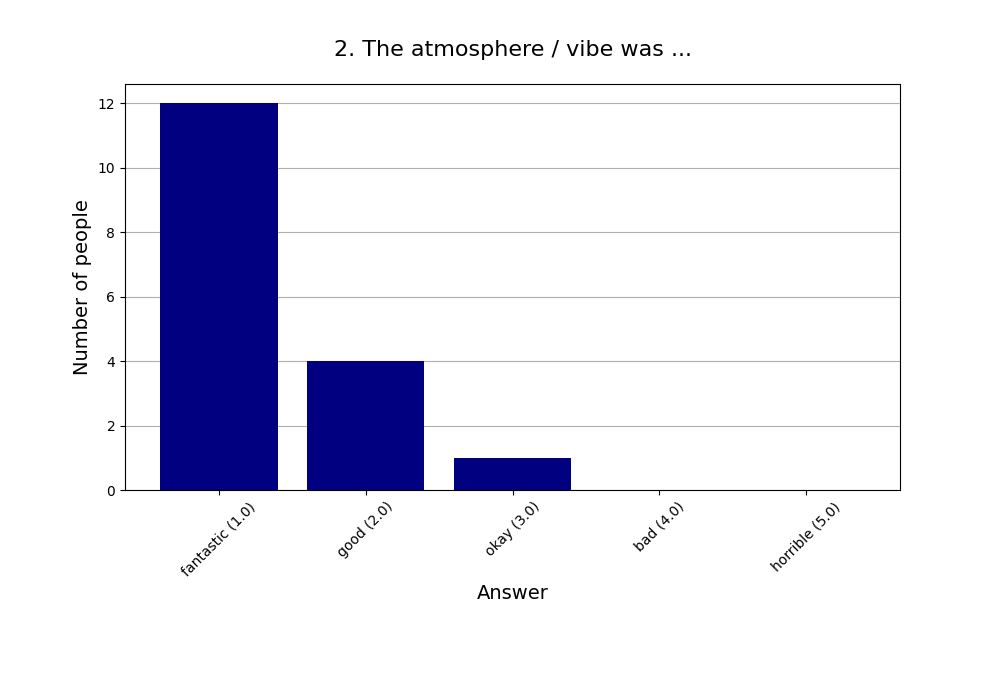 2. The atmosphere / vibe was ...
12
10
8
6
4
2
0
Number of people
fantastic (1.0)
good (2.0)
okay (3.0)
bad (4.0)
horrible (5.0)
Answer